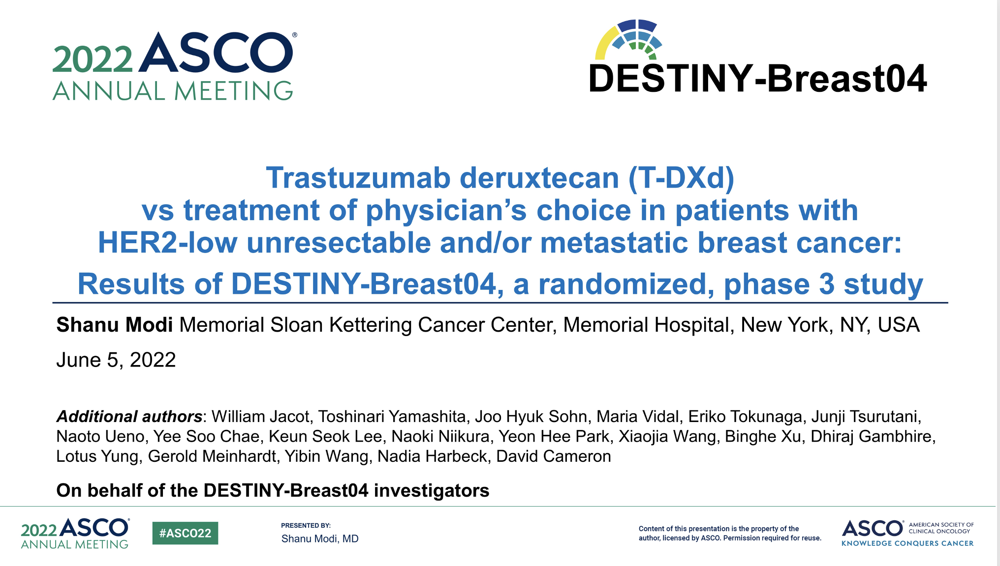 2022 ASCO®
ANNUAL MEETING
DESTINY-Breast04
Trastuzumab deruxtecan (T-DXd)
vs treatment of physician’s choice in patients with
HER2-low unresectable and/or metastatic breast cancer:
Results of DESTINY-Breast04, a randomized, phase 3 study
Shanu Modi Memorial Sloan Kettering Cancer Center, Memorial Hospital, New York, NY, USA
June 5, 2022
Additional authors: William Jacot, Toshinari Yamashita, Joo Hyuk Sohn, Maria Vidal, Eriko Tokunaga, Junji Tsurutani,
Naoto Ueno, Yee Soo Chae, Keun Seok Lee, Naoki Niikura, Yeon Hee Park, Xiaojia Wang, Binghe Xu, Dhiraj Gambhire,
Lotus Yung, Gerold Meinhardt, Yibin Wang, Nadia Harbeck, David Cameron
On behalf of the DESTINY-Breast04 investigators
2022 ASCO®
ANNUAL MEETING
#ASCO22
PRESENTED BY:
Shanu Modi, MD
Content of this presentation is the property of the
author, licensed by ASCO. Permission required for reuse.
ASCO®
AMERICAN SOCIETY OF
CLINICAL ONCOLOGY
KNOWLEDGE CONQUERS CANCER